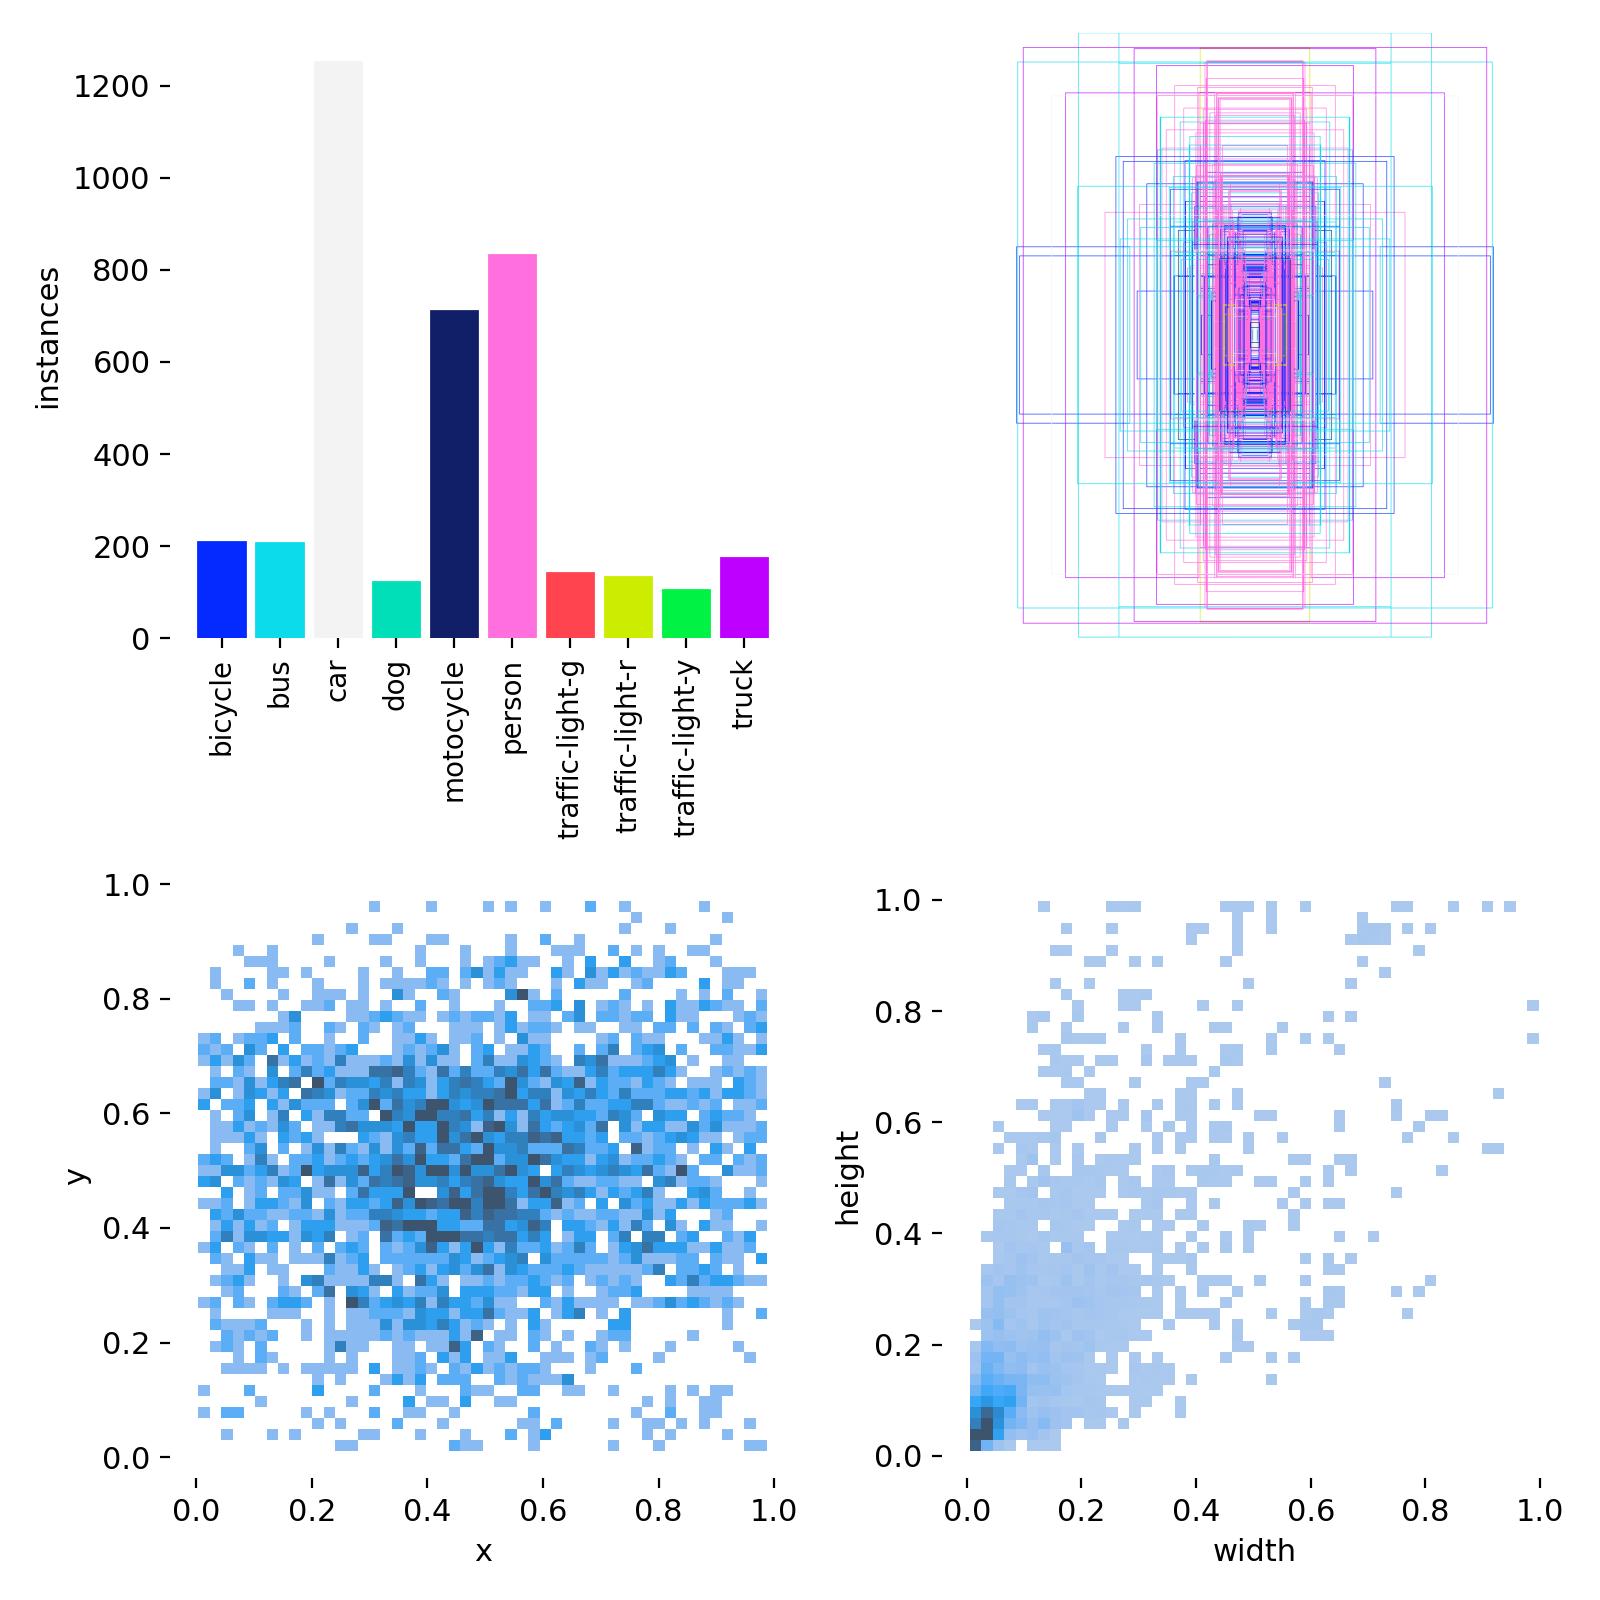 instances
1200
1000
800
600
400
200
0
bicycle
bus
car
dog
motocycle
person
traffic-light-g
traffic-light-r
traffic-light-y
truck
y
1.0
0.8
0.6
0.4
0.2
0.0
0.0 0.2 0.4 0.6 0.8 1.0
x
height
1.0
0.8
0.6
0.4
0.2
0.0
0.0 0.2 0.4 0.6 0.8 1.0
width